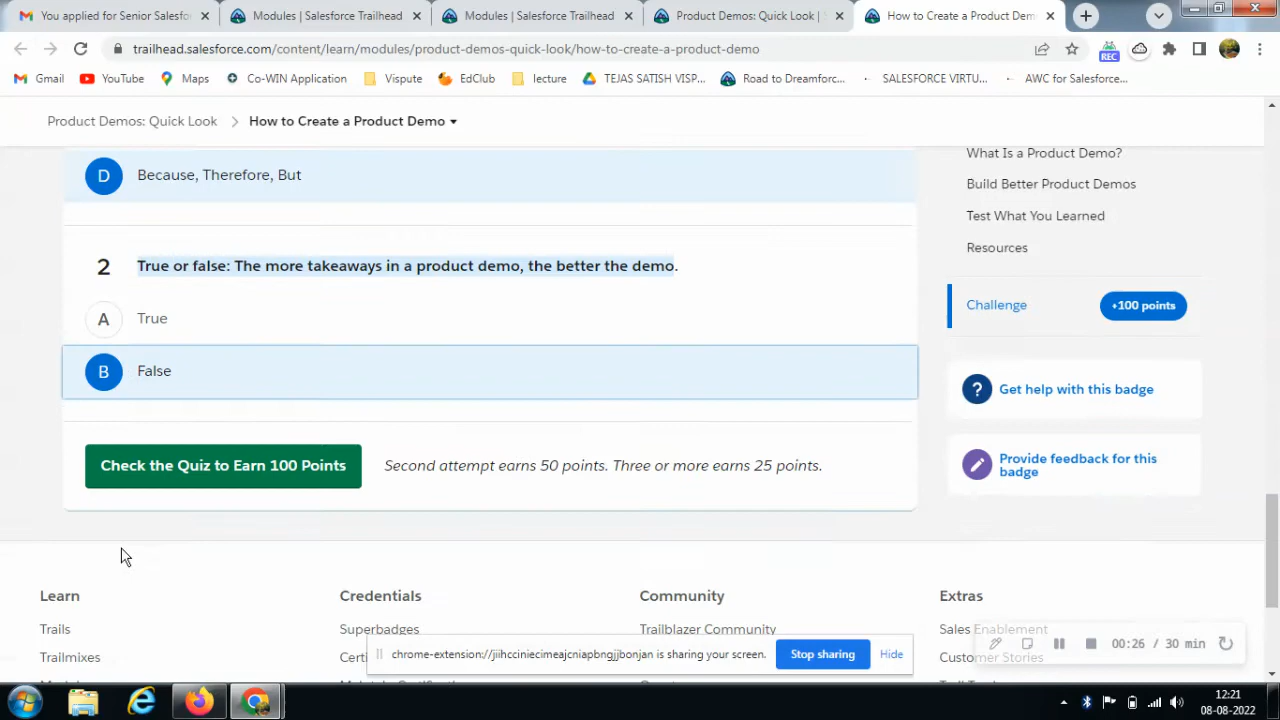 You applied for Senior Salesfor
Modules | Salesforce Trailhead
Modules | Salesforce Trailhead
Product Demos: Quick Look |
How to Create a Product Dem
trailhead.salesforce.com/content/learn/modules/product-demos-quick-look/how-to-create-a-product-demo
REC
Gmail
YouTube
Maps
Co-WIN Application
Vispute
EdClub
lecture
TEJAS SATISH VISP...
Road to Dreamforc...
SALESFORCE VIRTU...
AWC for Salesforce...
Product Demos: Quick Look > How to Create a Product Demo
D Because, Therefore, But
2 True or false: The more takeaways in a product demo, the better the demo.
A True
B False
Check the Quiz to Earn 100 Points
Second attempt earns 50 points. Three or more earns 25 points.
What Is a Product Demo?
Build Better Product Demos
Test What You Learned
Resources
Challenge +100 points
? Get help with this badge
Provide feedback for this
badge
Learn
Trails
Trailmixes
Credentials
Superbadges
Community
Trailblazer Community
Extras
Sales Enablement
Customer Stories
00:26 / 30 min
chrome-extension://jiihcciniecimeajcniapbngjjbonjan is sharing your screen.
Stop sharing
Hide
12:21
08-08-2022